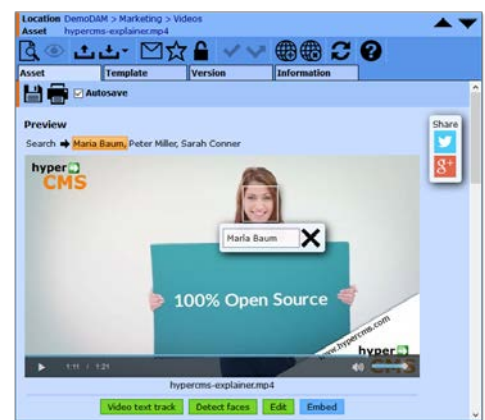 Location DemoDAM > Marketing > Videos
Asset hypercms-explainer.mp4
Asset Template Version Information
Autosave
Preview
Share
Search Maria Baum, Peter Miller, Sarah Conner
hyper
CMS
Maria Baum
100% Open Source
www.hypercms.com
hyper
CMS
1:11 / 1:21
hypercms-explainer.mp4
Video text track Detect faces Edit Embed